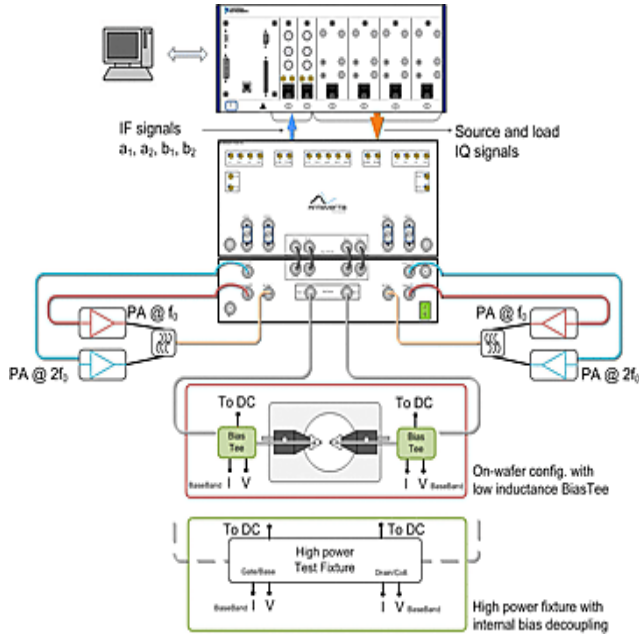 IF signals
a1, a2, b1, b2
Source and load
IQ signals
anteverta
PA @ f0
PA @ f0
PA @ 2f0
PA @ 2f0
To DC
To DC
Bias
Tee
Bias
Tee
BaseBand I V
I V BaseBand
On-wafer config. with
low inductance BiasTee
To DC
To DC
High power
Test Fixture
Gate/Base
Drain/Coll
BaseBand I V
I V BaseBand
High power fixture with
internal bias decoupling